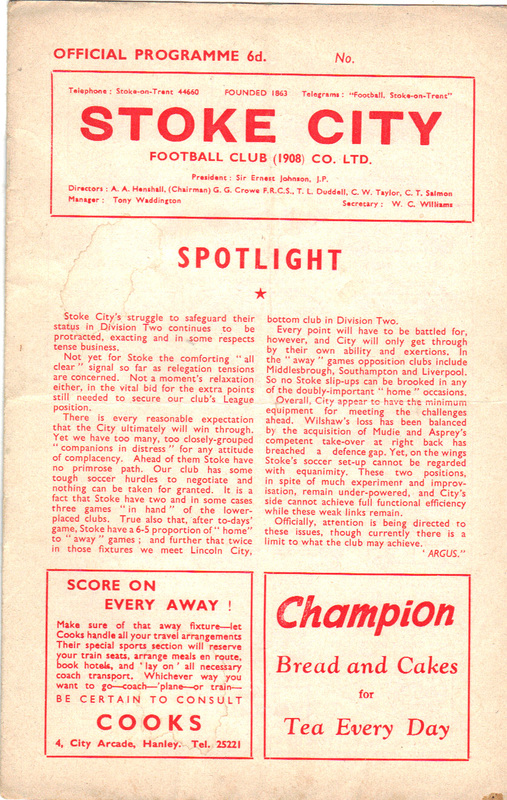 OFFICIAL PROGRAMME 6d. No.
Telephone : Stoke-on-Trent 44660 FOUNDED 1863 Telegrams : "Football, Stoke-on-Trent"
STOKE CITY
FOOTBALL CLUB (1908) CO. LTD.
President : Sir Ernest Johnson, J.P.
Directors : A. A. Henshall, (Chairman) G. G. Crowe F.R.C.S., T. L. Duddell, C. W. Taylor, C. T. Salmon
Manager : Tony Waddington Secretary : W. C. Williams
SPOTLIGHT
Stoke City's struggle to safeguard their
status in Division Two continues to be
protracted, exacting and in some respects
tense business.
Not yet for Stoke the comforting " all
clear " signal so far as relegation tensions
are concerned. Not a moment's relaxation
either, in the vital bid for the extra points
still needed to secure our club's League
position.
There is every reasonable expectation
that the City ultimately will win through.
Yet we have too many, too closely-grouped
" companions in distress " for any attitude
of complacency. Ahead of them Stoke have
no primrose path. Our club has some
tough soccer hurdles to negotiate and
nothing can be taken for granted. It is a
fact that Stoke have two and in some cases
three games " in hand " of the lower-
placed clubs. True also that, after to-days'
game, Stoke have a 6-5 proportion of " home"
to " away " games ; and further that twice
in those fixtures we meet Lincoln City,
bottom club in Division Two.
Every point will have to be battled for,
however, and City will only get through
by their own ability and exertions. In
the " away " games opposition clubs include
Middlesbrough, Southampton and Liverpool.
So no Stoke slip-ups can be brooked in any
of the doubly-important " home " occasions.
Overall, City appear to have the minimum
equipment for meeting the challenges
ahead. Wilshaw's loss has been balanced
by the acquisition of Mudie and Asprey's
competent take-over at right back has
breached a defence gap. Yet, on the wings
Stoke's soccer set-up cannot be regarded
with equanimity. These two positions,
in spite of much experiment and improv-
isation, remain under-powered, and City's
side cannot achieve full functional efficiency
while these weak links remain.
Officially, attention is being directed to
these issues, though currently there is a
limit to what the club may achieve.
' ARGUS."
SCORE ON
EVERY AWAY !
Make sure of that away fixture—let
Cooks handle all your travel arrangements
Their special sports section will reserve
your train seats, arrange meals en route,
book hotels, and ' lay on ' all necessary
coach transport. Whichever way you
want to go—coach—'plane—or train—
BE CERTAIN TO CONSULT
COOKS
4, City Arcade, Hanley. Tel. 25221
Champion
Bread and Cakes
for
Tea Every Day